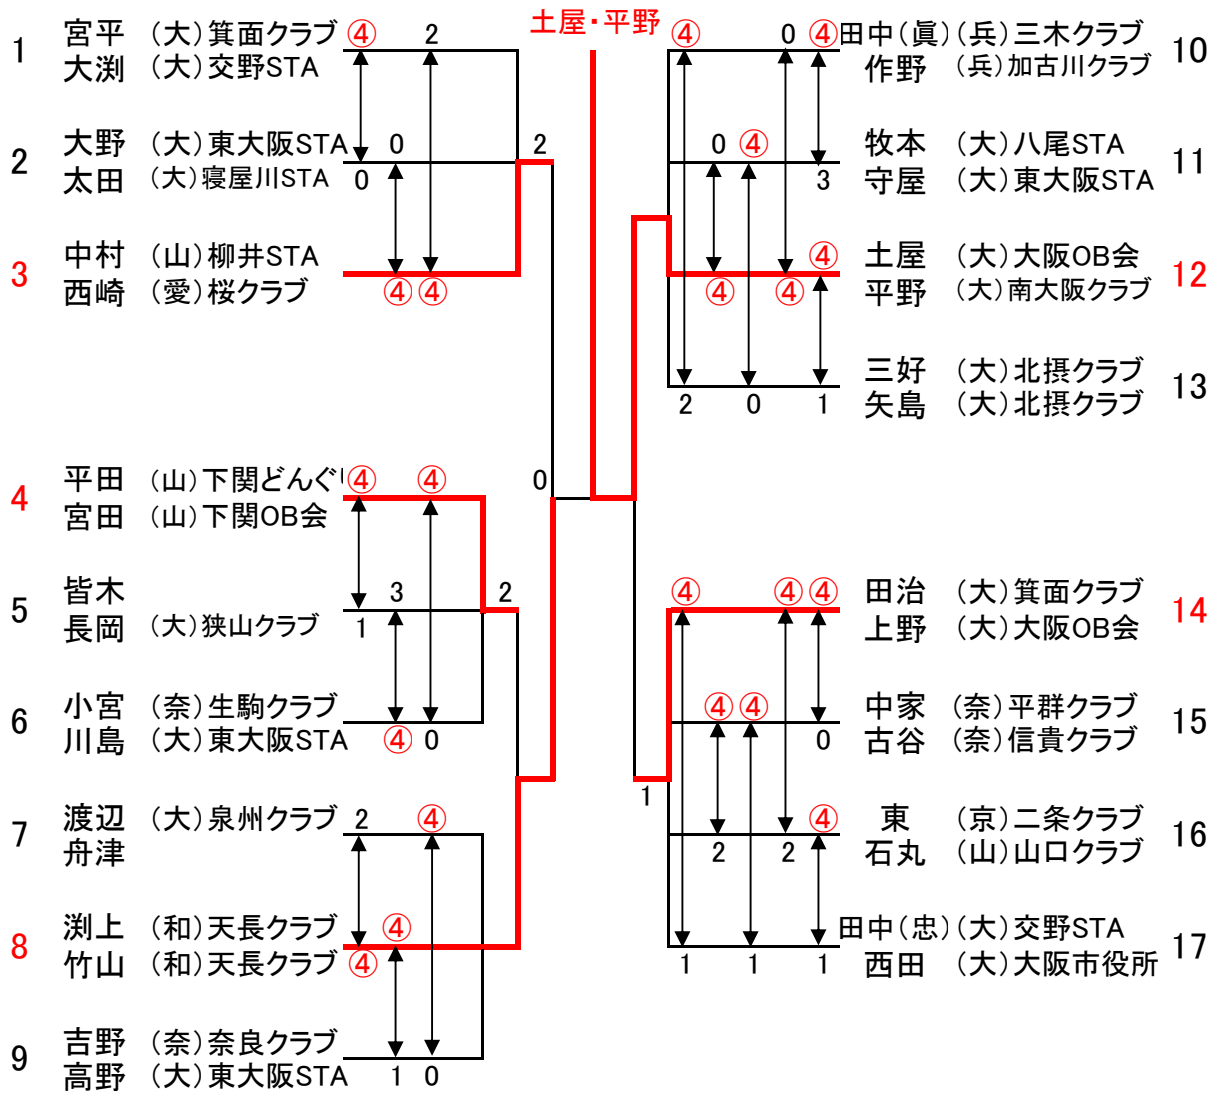 土屋・平野
1
宮平 (大)箕面クラブ ④ 2
大渕 (大)交野STA
2
大野 (大)東大阪STA 0 2
太田 (大)寝屋川STA 0
3
中村 (山)柳井STA
西崎 (愛)桜クラブ ④ ④
4
平田 (山)下関どんぐり ④ ④ 0
宮田 (山)下関OB会
5
皆木 3 2
長岡 (大)狭山クラブ 1
6
小宮 (奈)生駒クラブ
川島 (大)東大阪STA ④ 0
7
渡辺 (大)泉州クラブ 2 ④
舟津
8
渕上 (和)天長クラブ ④
竹山 (和)天長クラブ ④
9
吉野 (奈)奈良クラブ
高野 (大)東大阪STA 1 0
④ 0 ④ 田中(眞)(兵)三木クラブ
作野 (兵)加古川クラブ
10
0 ④ 牧本 (大)八尾STA
3 守屋 (大)東大阪STA
11
④ 土屋 (大)大阪OB会
④ ④ 平野 (大)南大阪クラブ
12
三好 (大)北摂クラブ
2 0 1 矢島 (大)北摂クラブ
13
④ ④ ④ 田治 (大)箕面クラブ
上野 (大)大阪OB会
14
④ ④ 中家 (奈)平群クラブ
0 古谷 (奈)信貴クラブ
15
1 ④ 東 (京)二条クラブ
2 2 石丸 (山)山口クラブ
16
田中(忠)(大)交野STA
1 1 1 西田 (大)大阪市役所
17